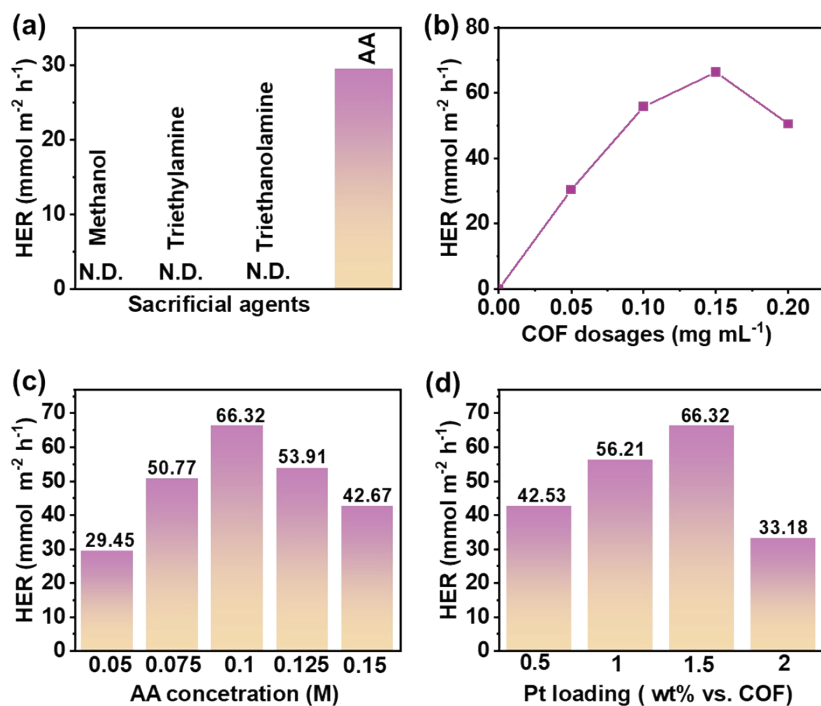 (a)
HER (mmol m⁻² h⁻¹)
30
20
10
0
Methanol
N.D.
Triethylamine
N.D.
Triethanolamine
N.D.
AA
Sacrificial agents
(b)
HER (mmol m⁻² h⁻¹)
80
60
40
20
0
0.00 0.05 0.10 0.15 0.20
COF dosages (mg mL⁻¹)
(c)
HER (mmol m⁻² h⁻¹)
70
60
50
40
30
20
10
0
29.45
50.77
66.32
53.91
42.67
0.05 0.075 0.1 0.125 0.15
AA concetration (M)
(d)
HER (mmol m⁻² h⁻¹)
70
60
50
40
30
20
10
0
42.53
56.21
66.32
33.18
0.5 1 1.5 2
Pt loading ( wt% vs. COF)